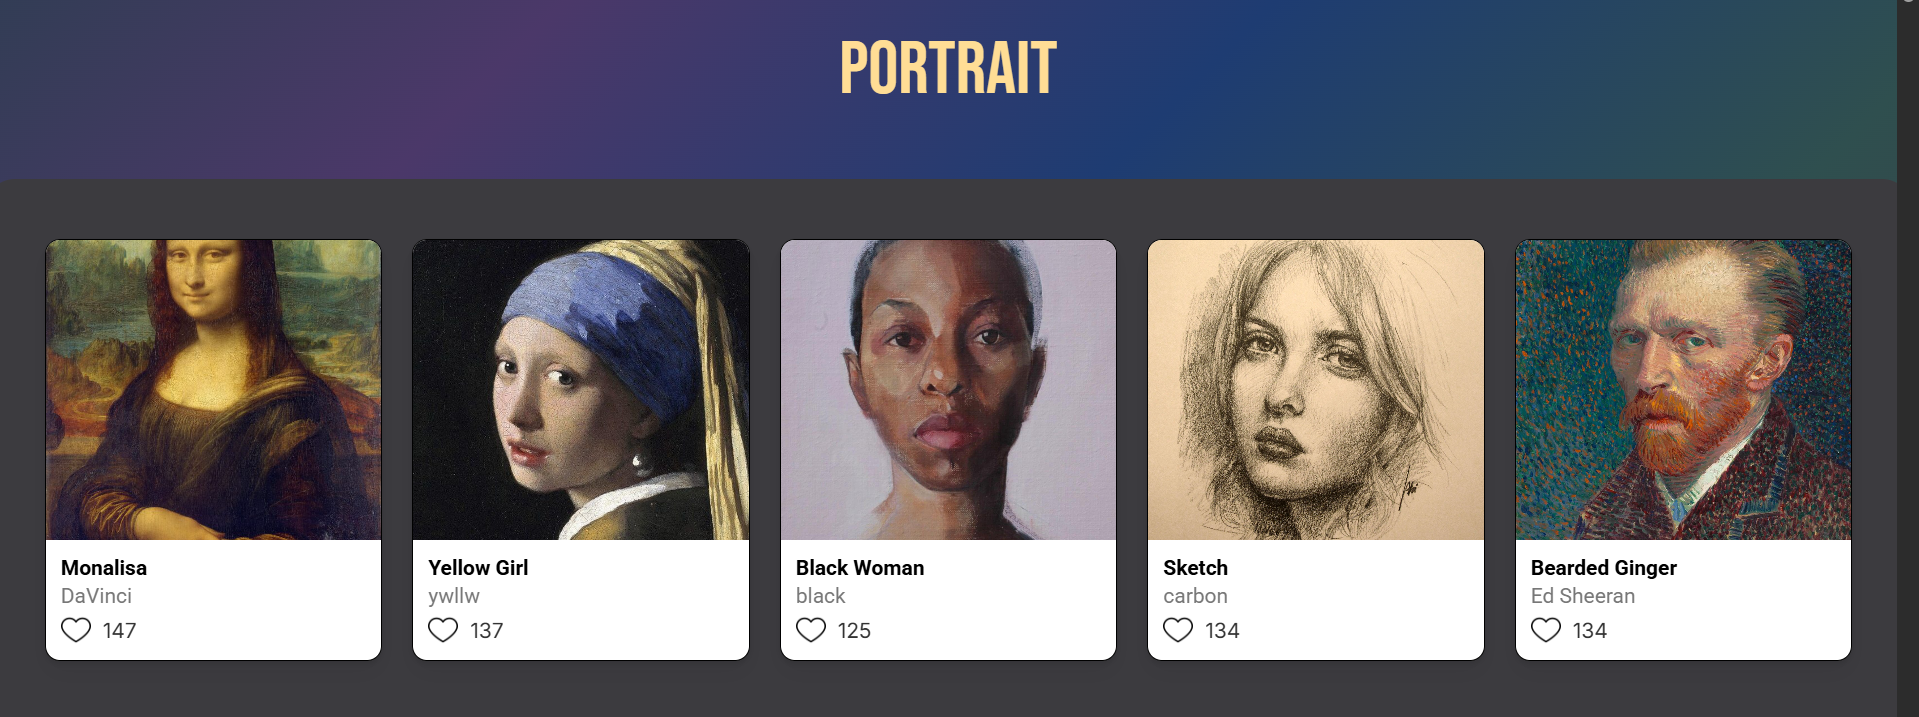 PORTRAIT
Monalisa
DaVinci
147
Yellow Girl
ywllw
137
Black Woman
black
125
Sketch
carbon
134
Bearded Ginger
Ed Sheeran
134